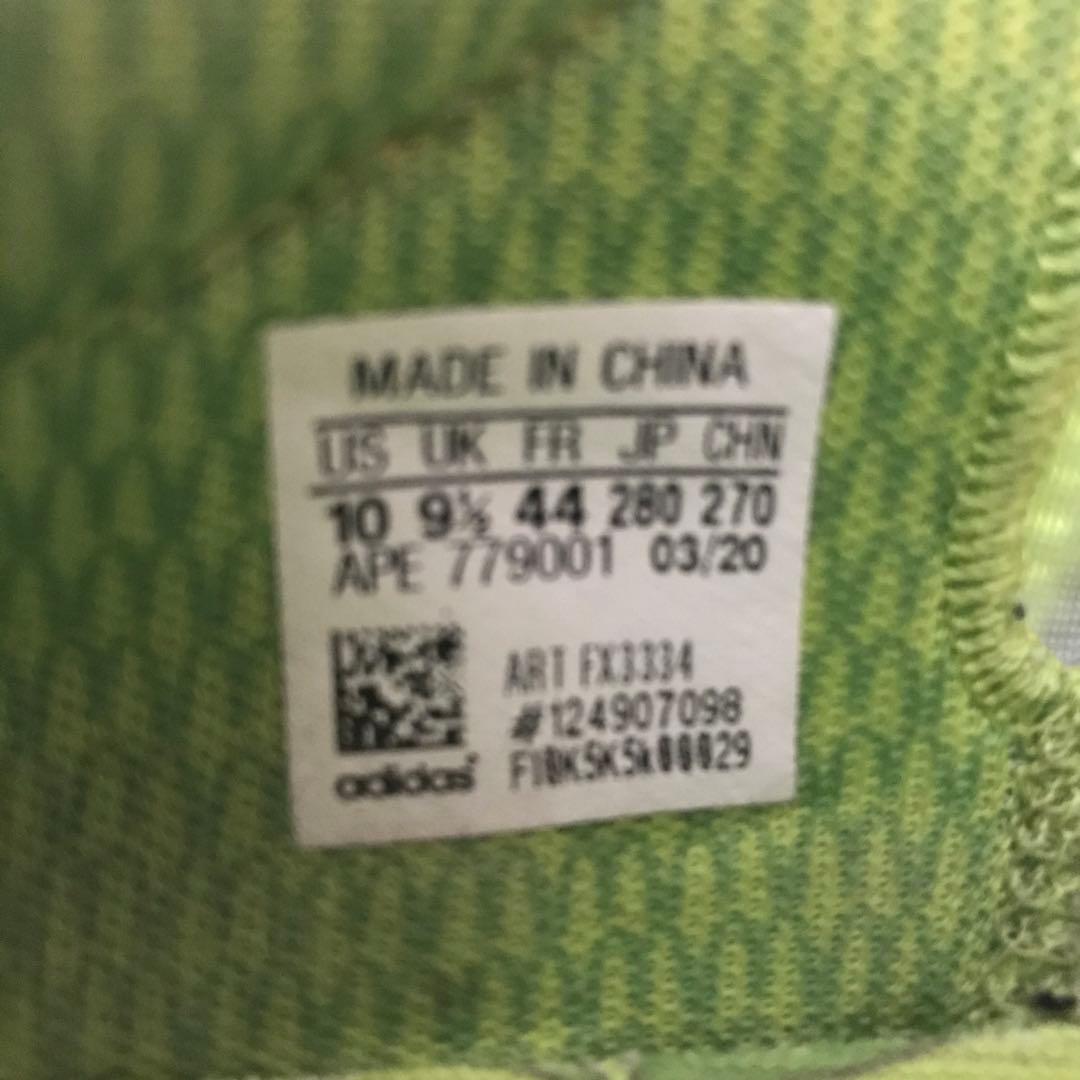 MADE IN CHINA
US UK FR JP CHN
10 9½ 44 280 270
APE 779001 03/20
ART FX3334
#124907098
adidas